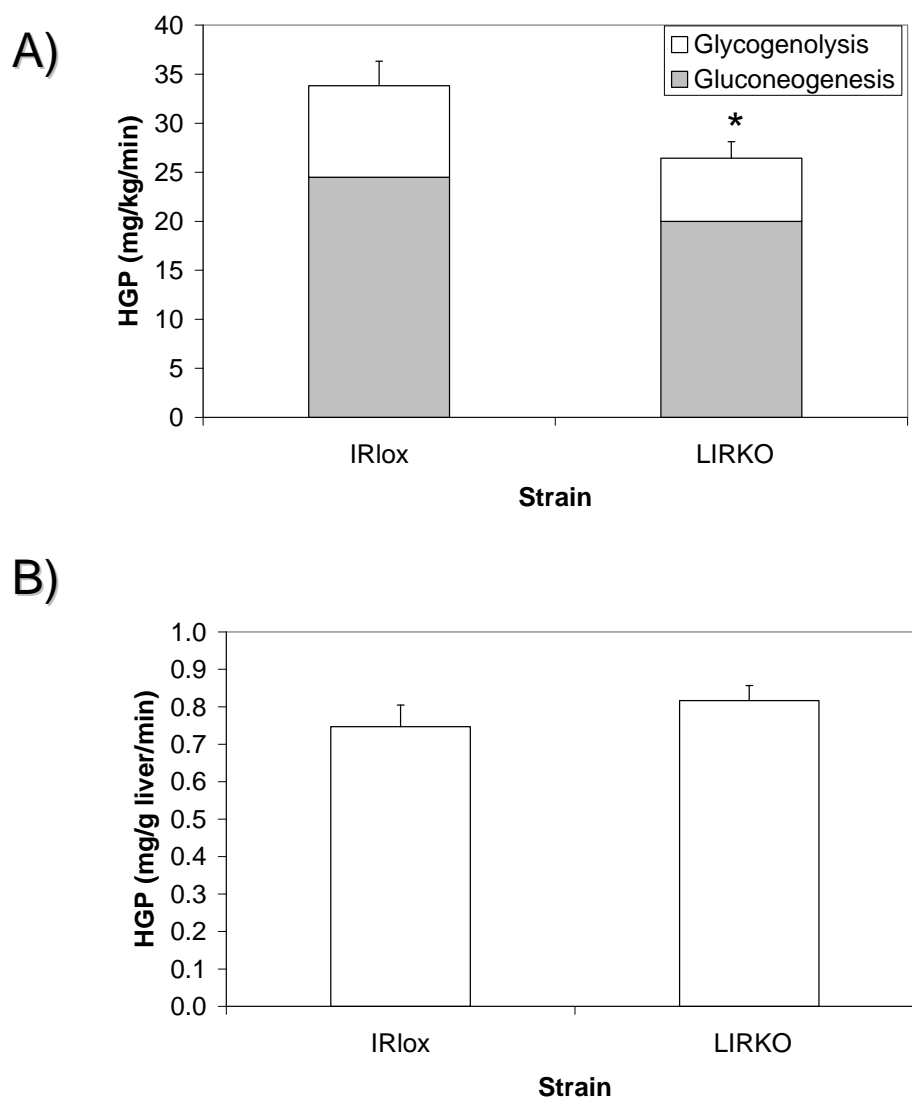 A)
HGP (mg/kg/min)
40
35
30
25
20
15
10
5
0
Glycogenolysis
Gluconeogenesis
*
IRlox
LIRKO
Strain
B)
HGP (mg/g liver/min)
1.0
0.9
0.8
0.7
0.6
0.5
0.4
0.3
0.2
0.1
0.0
IRlox
LIRKO
Strain